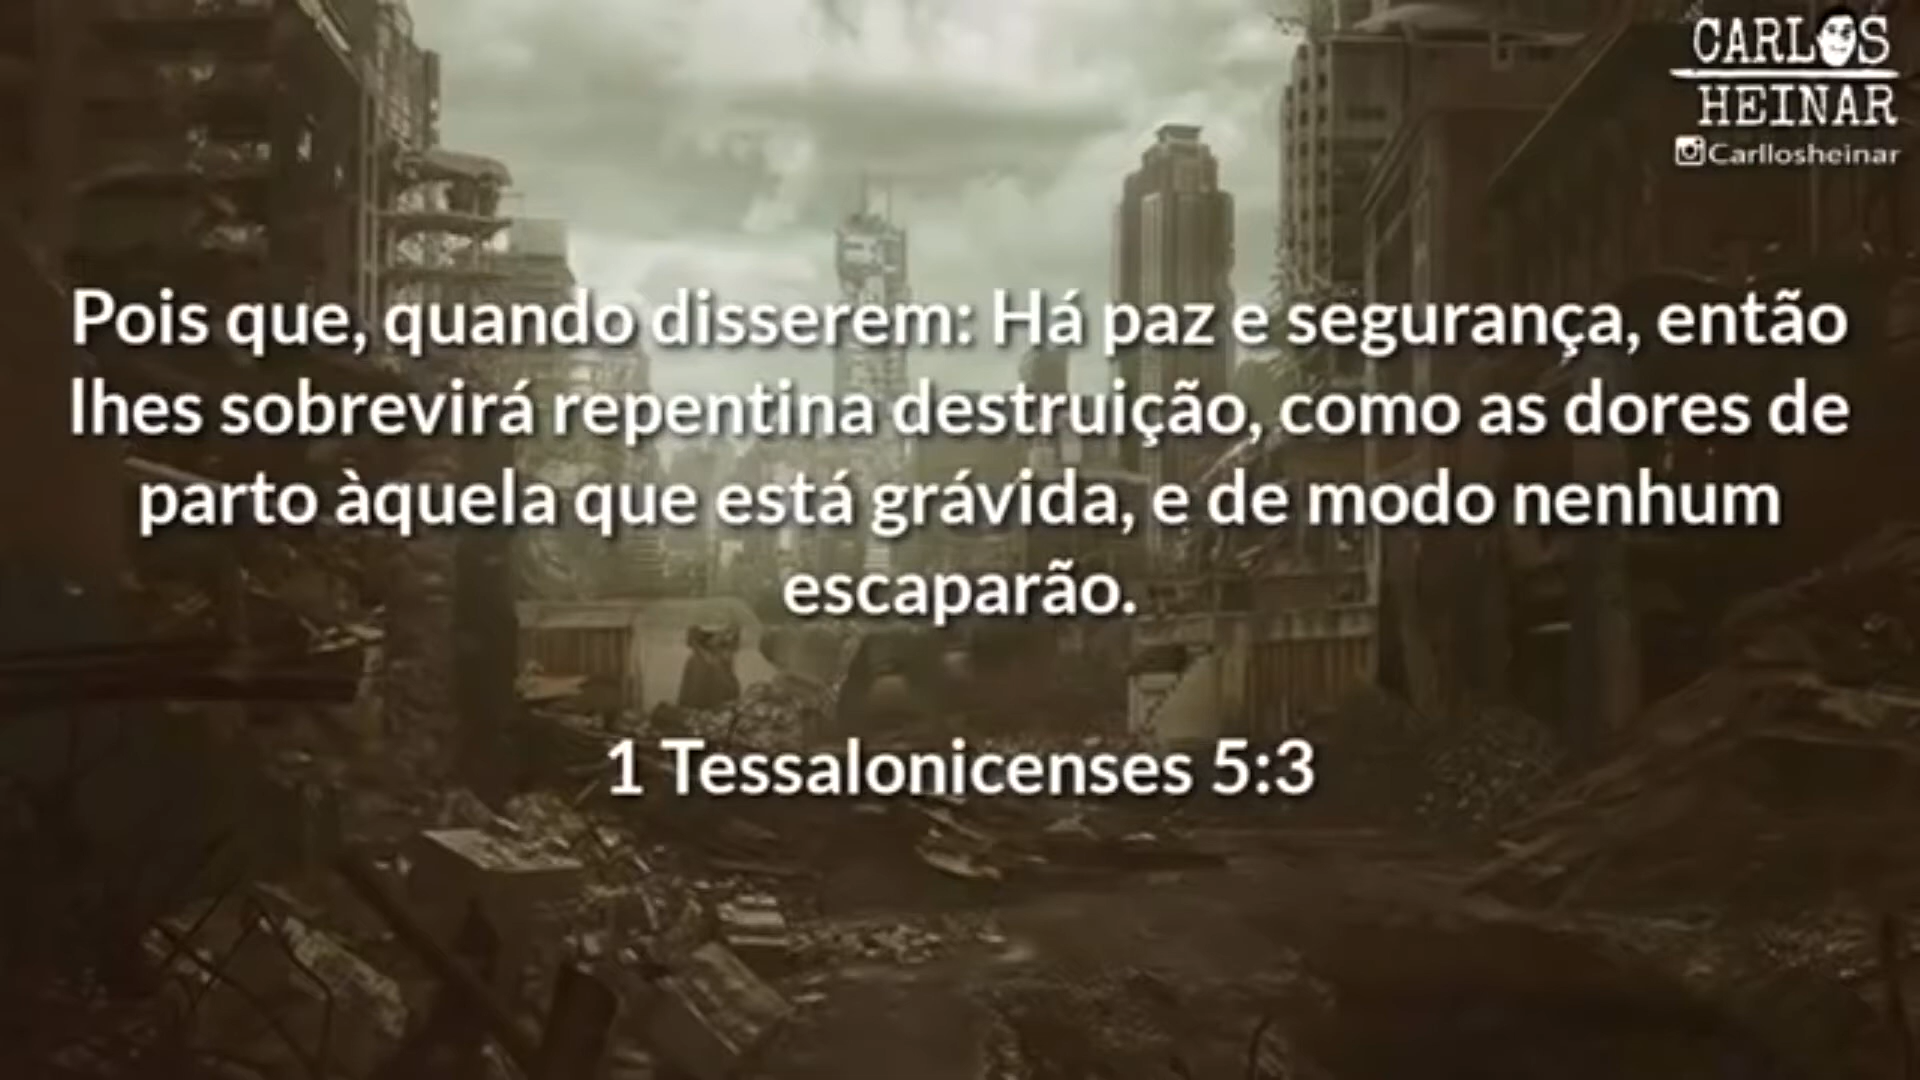 CARLOS
HEINAR
Carllosheinar
Pois que, quando disserem: Há paz e segurança, então
lhes sobrevirá repentina destruição, como as dores de
parto àquela que está grávida, e de modo nenhum
escaparão.
1 Tessalonicenses 5:3